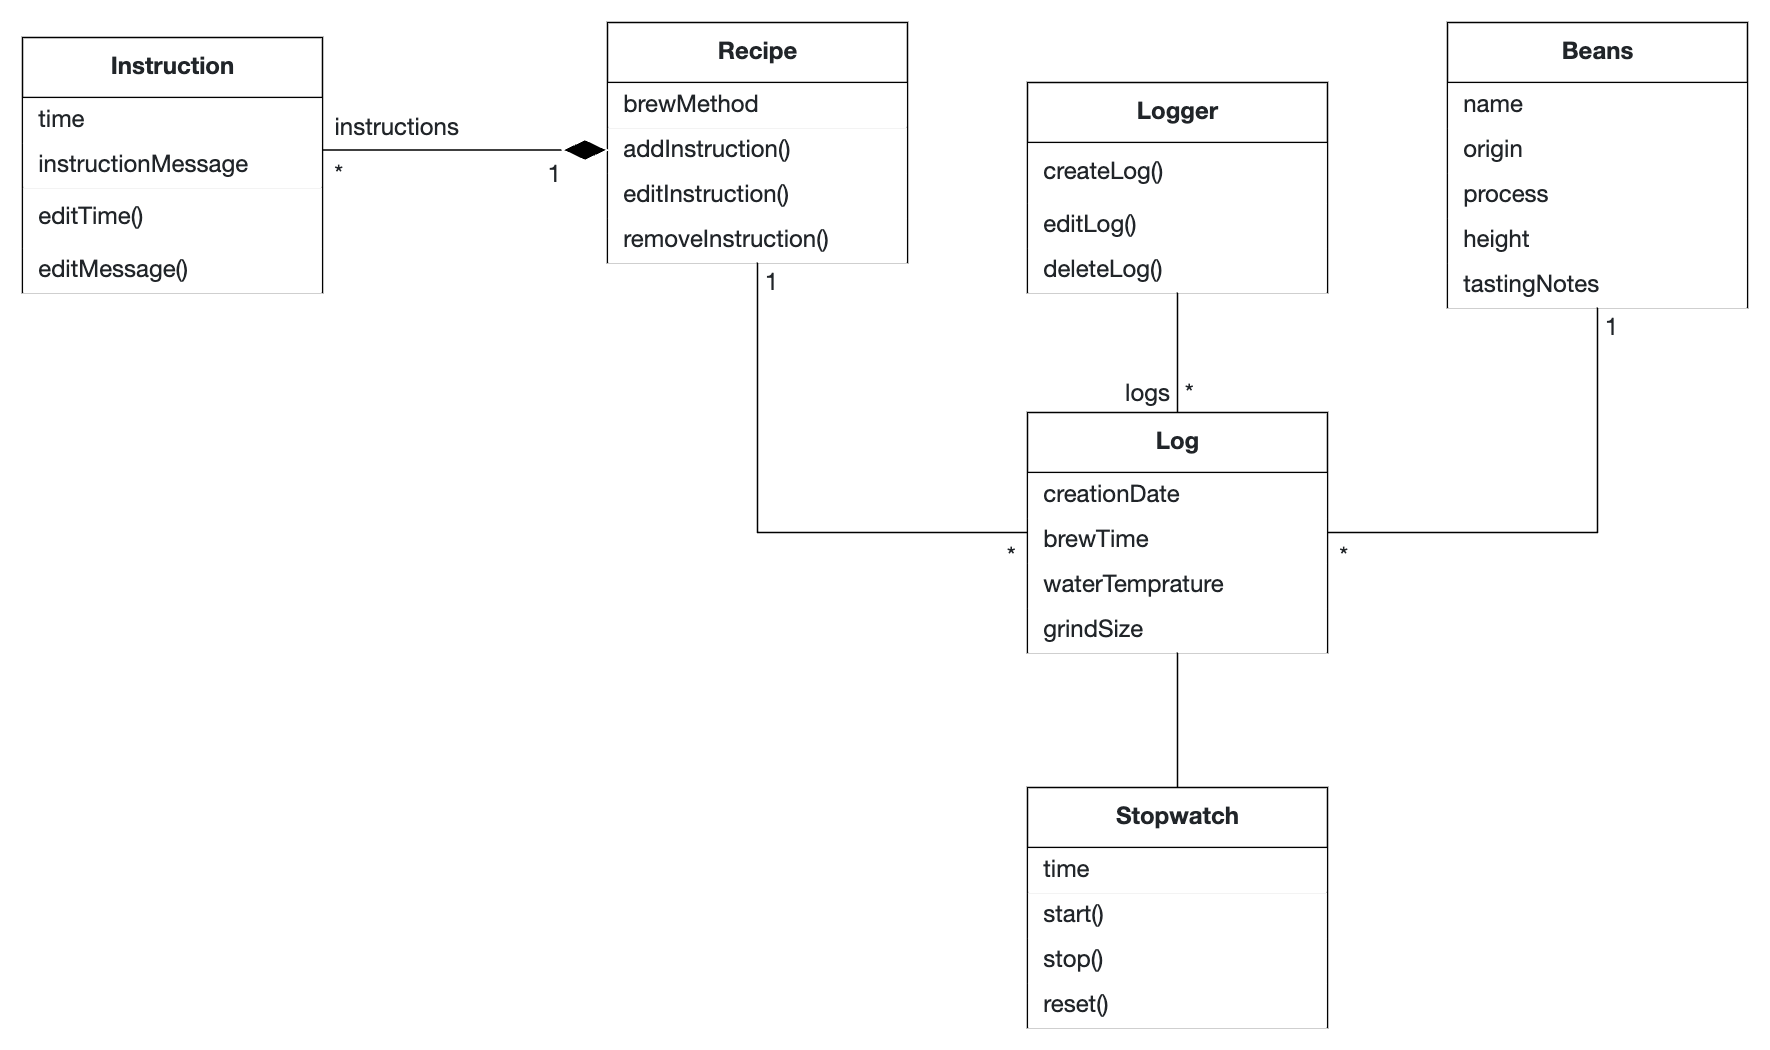 Instruction
time
instructionMessage
editTime()
editMessage()
instructions
*
1
Recipe
brewMethod
addInstruction()
editInstruction()
removeInstruction()
1
Logger
createLog()
editLog()
deleteLog()
Beans
name
origin
process
height
tastingNotes
1
logs *
Log
creationDate
brewTime
waterTemprature
grindSize
*
*
Stopwatch
time
start()
stop()
reset()